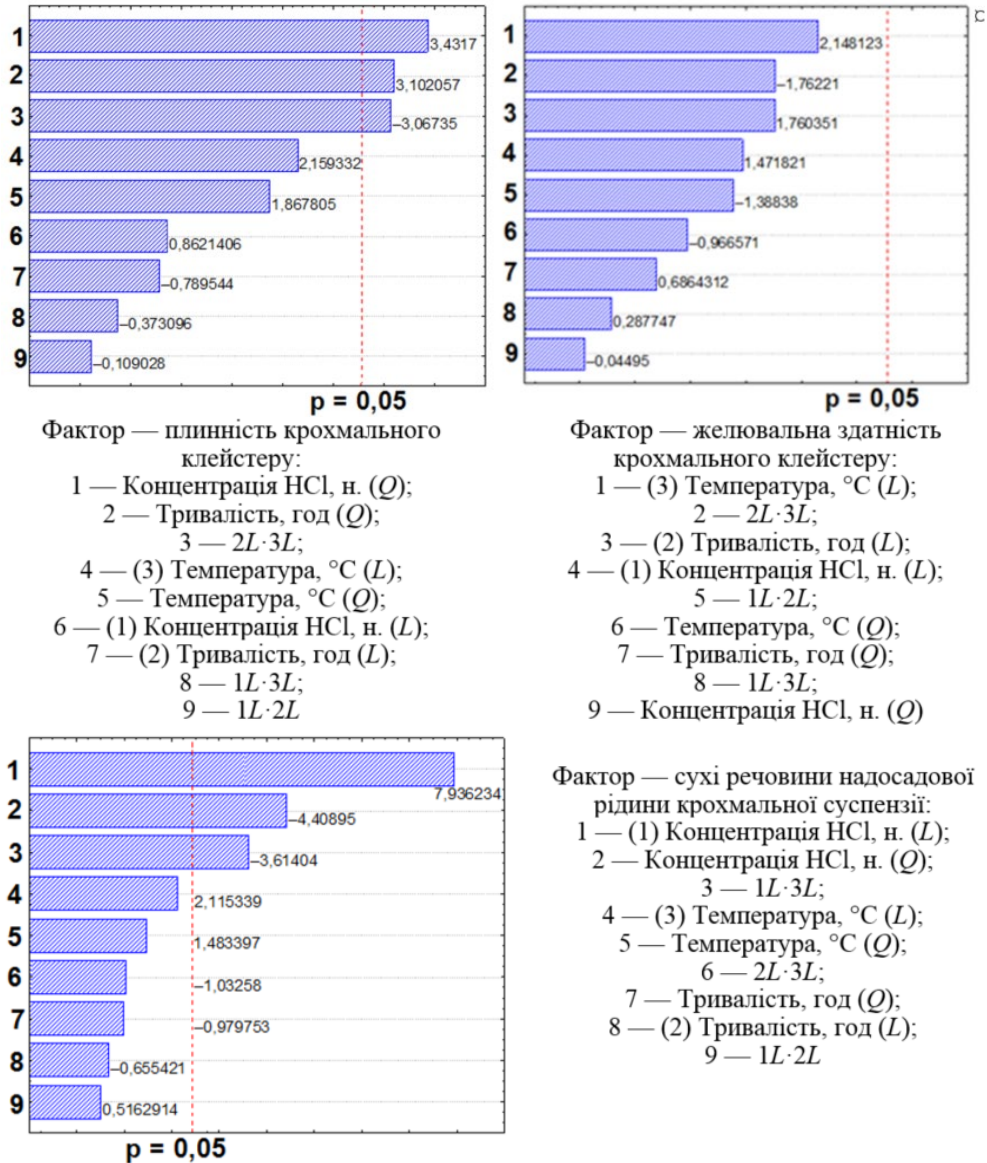 1
3,4317
2
3,102057
3
–3,06735
4
2,159332
5
1,867805
6
0,8621406
7
–0,789544
8
–0,373096
9
–0,109028
p = 0,05
Фактор — плинність крохмального
клейстеру:
1 — Концентрація HCl, н. (Q);
2 — Тривалість, год (Q);
3 — 2L·3L;
4 — (3) Температура, °C (L);
5 — Температура, °C (Q);
6 — (1) Концентрація HCl, н. (L);
7 — (2) Тривалість, год (L);
8 — 1L·3L;
9 — 1L·2L
1
2,148123
2
–1,76221
3
1,760351
4
1,471821
5
–1,38838
6
–0,966571
7
0,6864312
8
0,287747
9
–0,04495
p = 0,05
Фактор — желювальна здатність
крохмального клейстеру:
1 — (3) Температура, °C (L);
2 — 2L·3L;
3 — (2) Тривалість, год (L);
4 — (1) Концентрація HCl, н. (L);
5 — 1L·2L;
6 — Температура, °C (Q);
7 — Тривалість, год (Q);
8 — 1L·3L;
9 — Концентрація HCl, н. (Q)
1
7,936234
2
–4,40895
3
–3,61404
4
2,115339
5
1,483397
6
–1,03258
7
–0,979753
8
–0,655421
9
0,5162914
p = 0,05
Фактор — сухі речовини надосадової
рідини крохмальної суспензії:
1 — (1) Концентрація HCl, н. (L);
2 — Концентрація HCl, н. (Q);
3 — 1L·3L;
4 — (3) Температура, °C (L);
5 — Температура, °C (Q);
6 — 2L·3L;
7 — Тривалість, год (Q);
8 — (2) Тривалість, год (L);
9 — 1L·2L